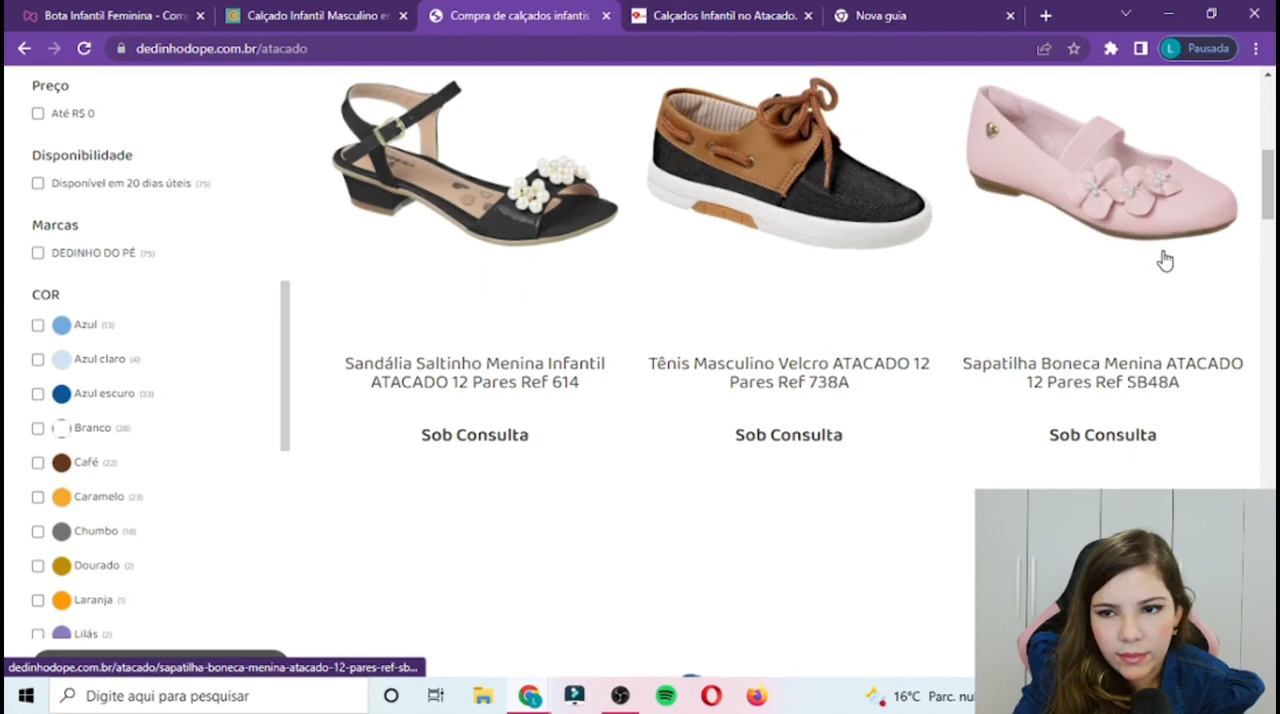 Bota Infantil Feminina - Com
Calçado Infantil Masculino e
Compra de calçados infantis
Calçados Infantil no Atacado.
Nova guia
dedinhodope.com.br/atacado
L
Pausada
Preço
Até R$ 0
Disponibilidade
Disponível em 20 dias úteis (75)
Marcas
DEDINHO DO PÉ (75)
COR
Azul (13)
Azul claro (4)
Azul escuro (33)
Branco (28)
Café (22)
Caramelo (23)
Chumbo (18)
Dourado (2)
Laranja (1)
Lilás (2)
Sandália Saltinho Menina Infantil
ATACADO 12 Pares Ref 614
Sob Consulta
Tênis Masculino Velcro ATACADO 12
Pares Ref 738A
Sob Consulta
Sapatilha Boneca Menina ATACADO
12 Pares Ref SB48A
Sob Consulta
dedinhodope.com.br/atacado/sapatilha-boneca-menina-atacado-12-pares-ref-sb...
Digite aqui para pesquisar
16°C Parc. nu